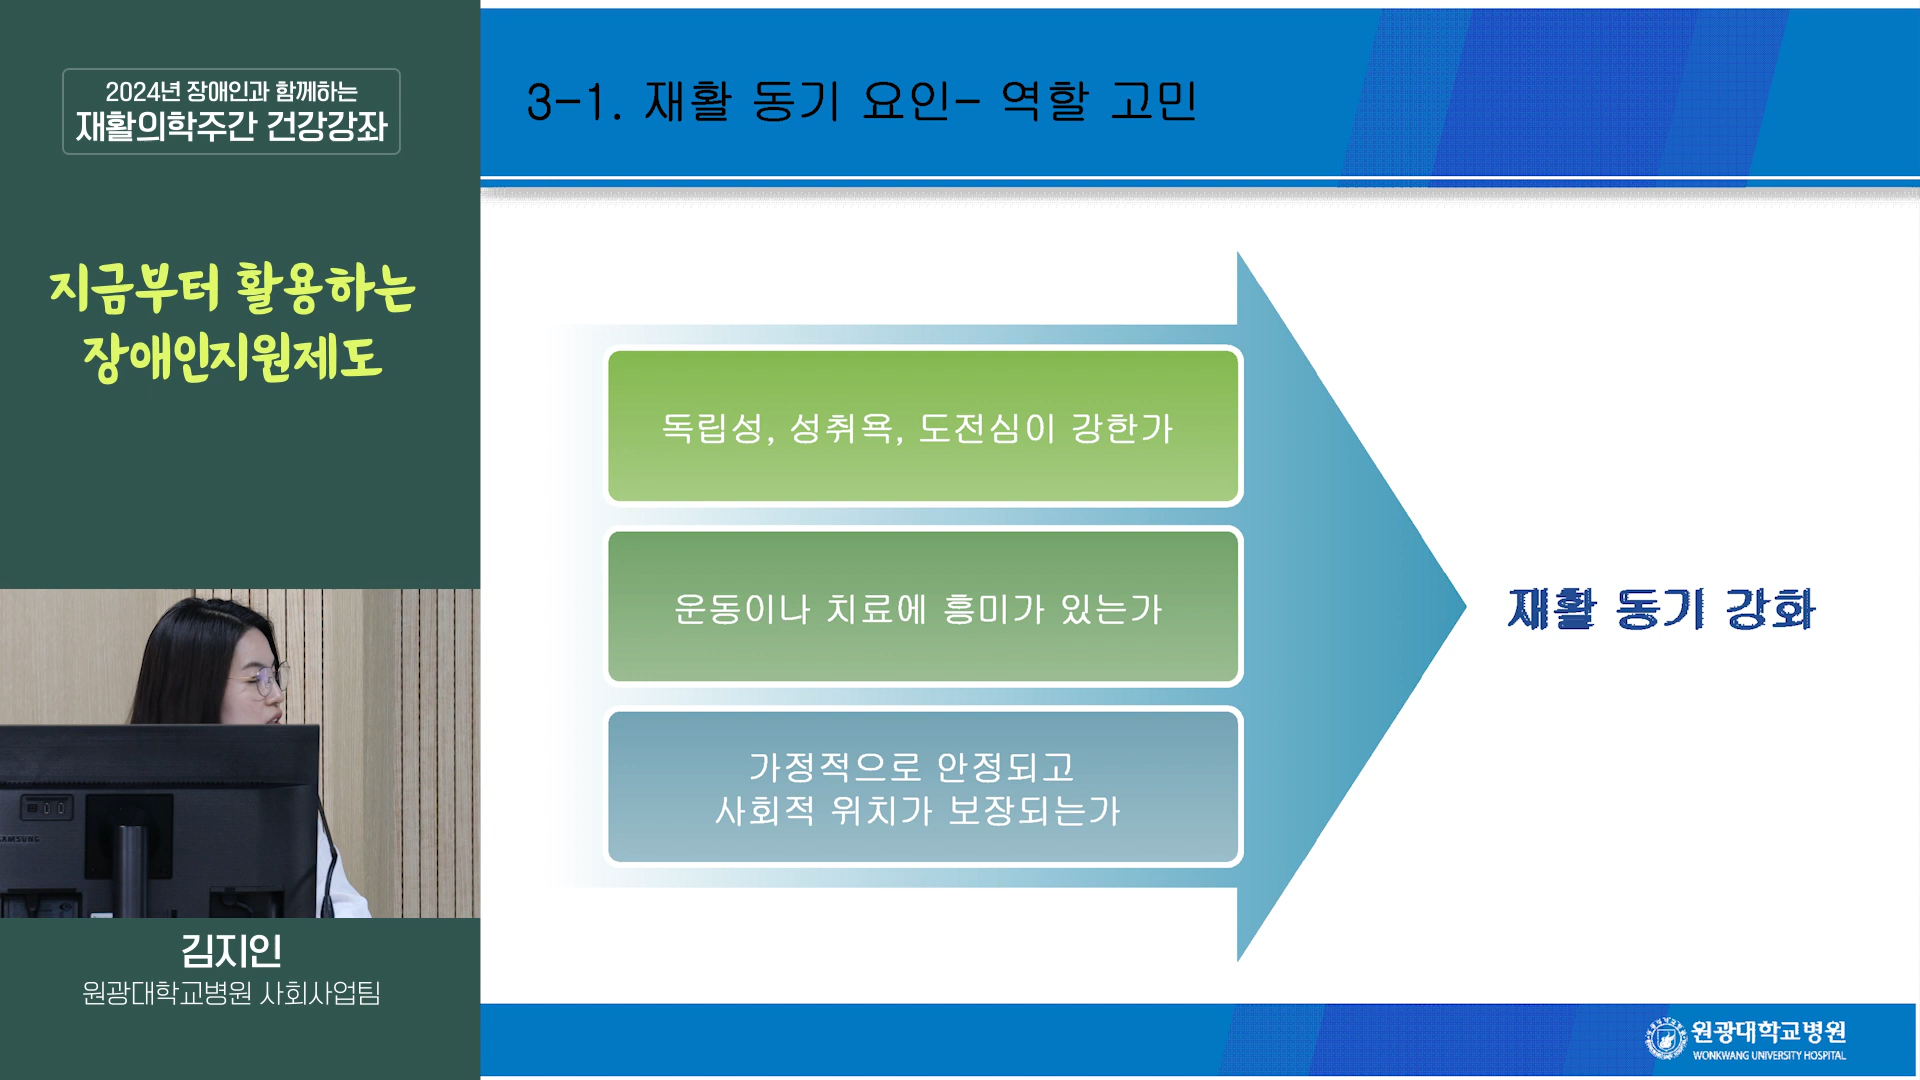 2024년 장애인과 함께하는
재활의학주간 건강강좌
지금부터 활용하는
장애인지원제도
SAMSUNG
김지인
원광대학교병원 사회사업팀
3-1. 재활 동기 요인- 역할 고민
독립성, 성취욕, 도전심이 강한가
운동이나 치료에 흥미가 있는가
가정적으로 안정되고
사회적 위치가 보장되는가
재활 동기 강화
원광대학교병원
WONKWANG UNIVERSITY HOSPITAL